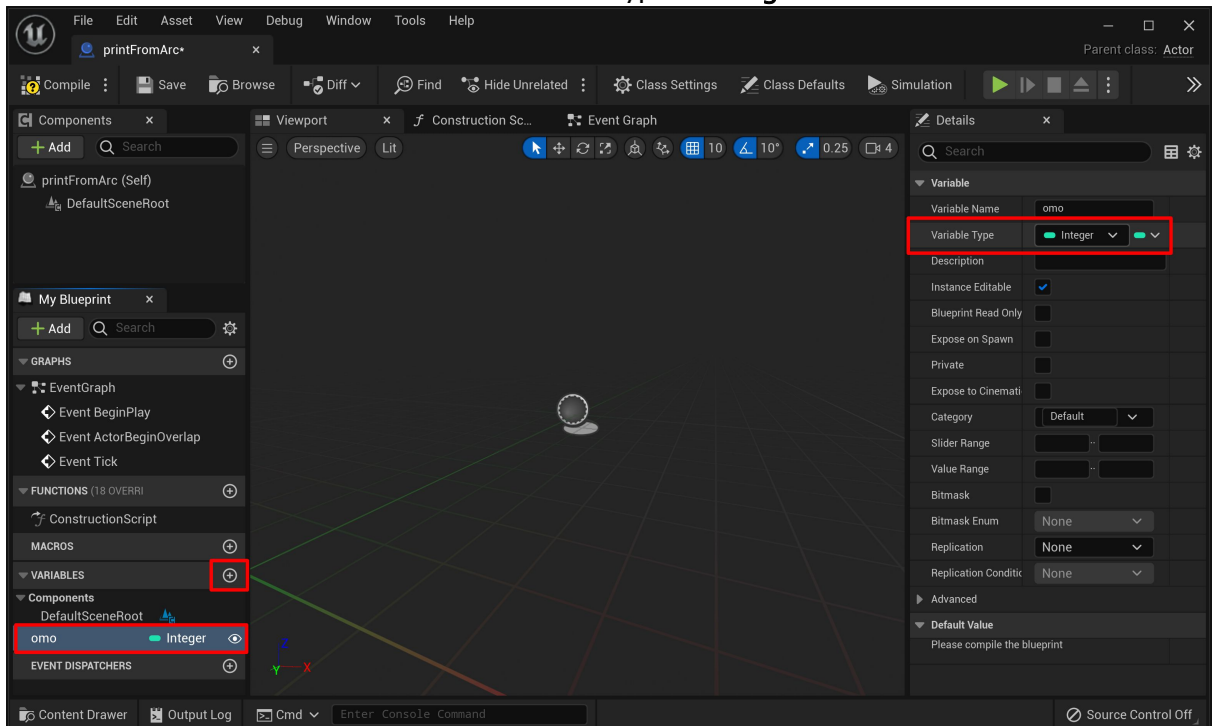 File Edit Asset View Debug Window Tools Help
printFromArc*
Parent class: Actor
Compile Save Browse Diff Find Hide Unrelated Class Settings Class Defaults Simulation
Components Viewport Construction Sc... Event Graph Details
Add Search Perspective Lit 10 10° 0.25 4 Search
printFromArc (Self)
DefaultSceneRoot
My Blueprint
Add Search
GRAPHS
EventGraph
Event BeginPlay
Event ActorBeginOverlap
Event Tick
FUNCTIONS (18 OVERRI
ConstructionScript
MACROS
VARIABLES
Components
DefaultSceneRoot
omo Integer
EVENT DISPATCHERS
Z
Y X
Variable
Variable Name omo
Variable Type Integer
Description
Instance Editable
Blueprint Read Only
Expose on Spawn
Private
Expose to Cinemati
Category Default
Slider Range
Value Range
Bitmask
Bitmask Enum None
Replication None
Replication Conditic None
Advanced
Default Value
Please compile the blueprint
Content Drawer Output Log Cmd Enter Console Command Source Control Off